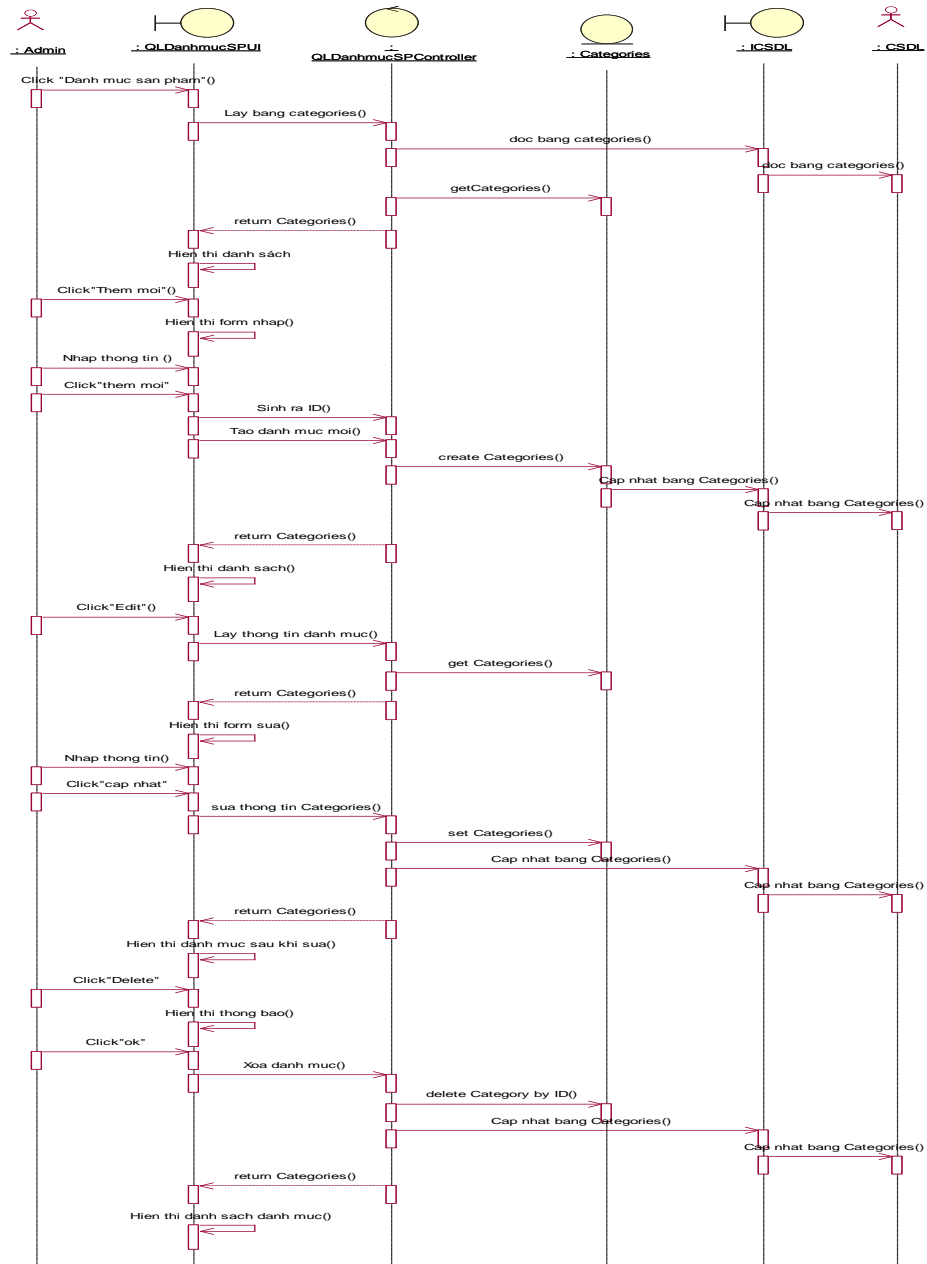 : Admin
: QLDanhmucSPUI
:
QLDanhmucSPController
: Categories
: ICSDL
: CSDL
Click "Danh muc san pham"()
Lay bang categories()
doc bang categories()
doc bang categories()
getCategories()
return Categories()
Hien thi danh sách
Click"Them moi"()
Hien thi form nhap()
Nhap thong tin ()
Click"them moi"
Sinh ra ID()
Tao danh muc moi()
create Categories()
Cap nhat bang Categories()
Cap nhat bang Categories()
return Categories()
Hien thi danh sach()
Click"Edit"()
Lay thong tin danh muc()
get Categories()
return Categories()
Hien thi form sua()
Nhap thong tin()
Click"cap nhat"
sua thong tin Categories()
set Categories()
Cap nhat bang Categories()
Cap nhat bang Categories()
return Categories()
Hien thi danh muc sau khi sua()
Click"Delete"
Hien thi thong bao()
Click"ok"
Xoa danh muc()
delete Category by ID()
Cap nhat bang Categories()
Cap nhat bang Categories()
return Categories()
Hien thi danh sach danh muc()